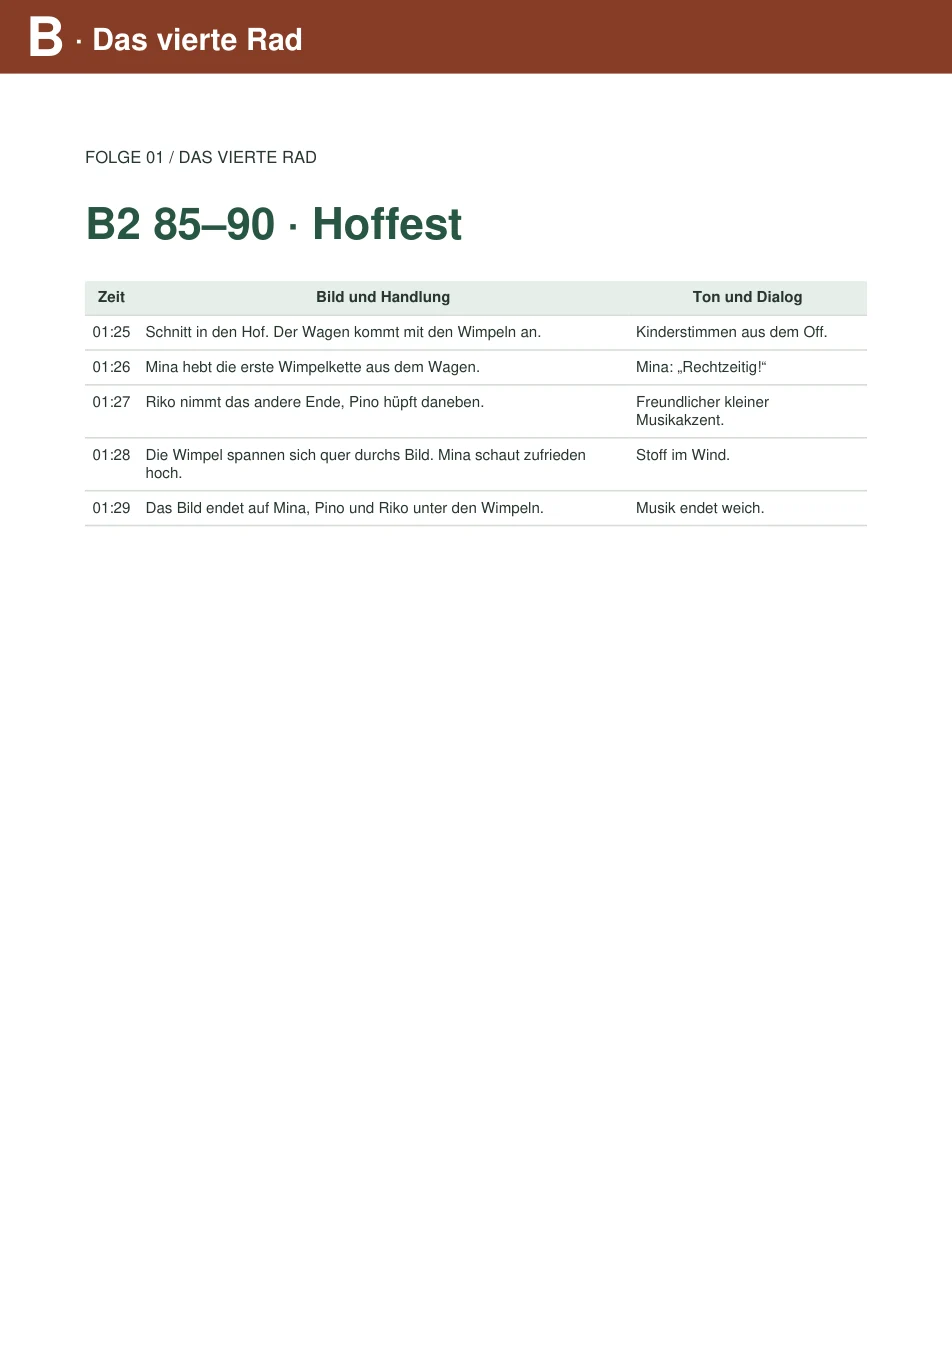 B · Das vierte Rad
FOLGE 01 / DAS VIERTE RAD
B2 85–90 · Hoffest
Zeit Bild und Handlung Ton und Dialog
01:25 Schnitt in den Hof. Der Wagen kommt mit den Wimpeln an. Kinderstimmen aus dem Off.
01:26 Mina hebt die erste Wimpelkette aus dem Wagen. Mina: „Rechtzeitig!“
01:27 Riko nimmt das andere Ende, Pino hüpft daneben. Freundlicher kleiner
Musikakzent.
01:28 Die Wimpel spannen sich quer durchs Bild. Mina schaut zufrieden Stoff im Wind.
hoch.
01:29 Das Bild endet auf Mina, Pino und Riko unter den Wimpeln. Musik endet weich.